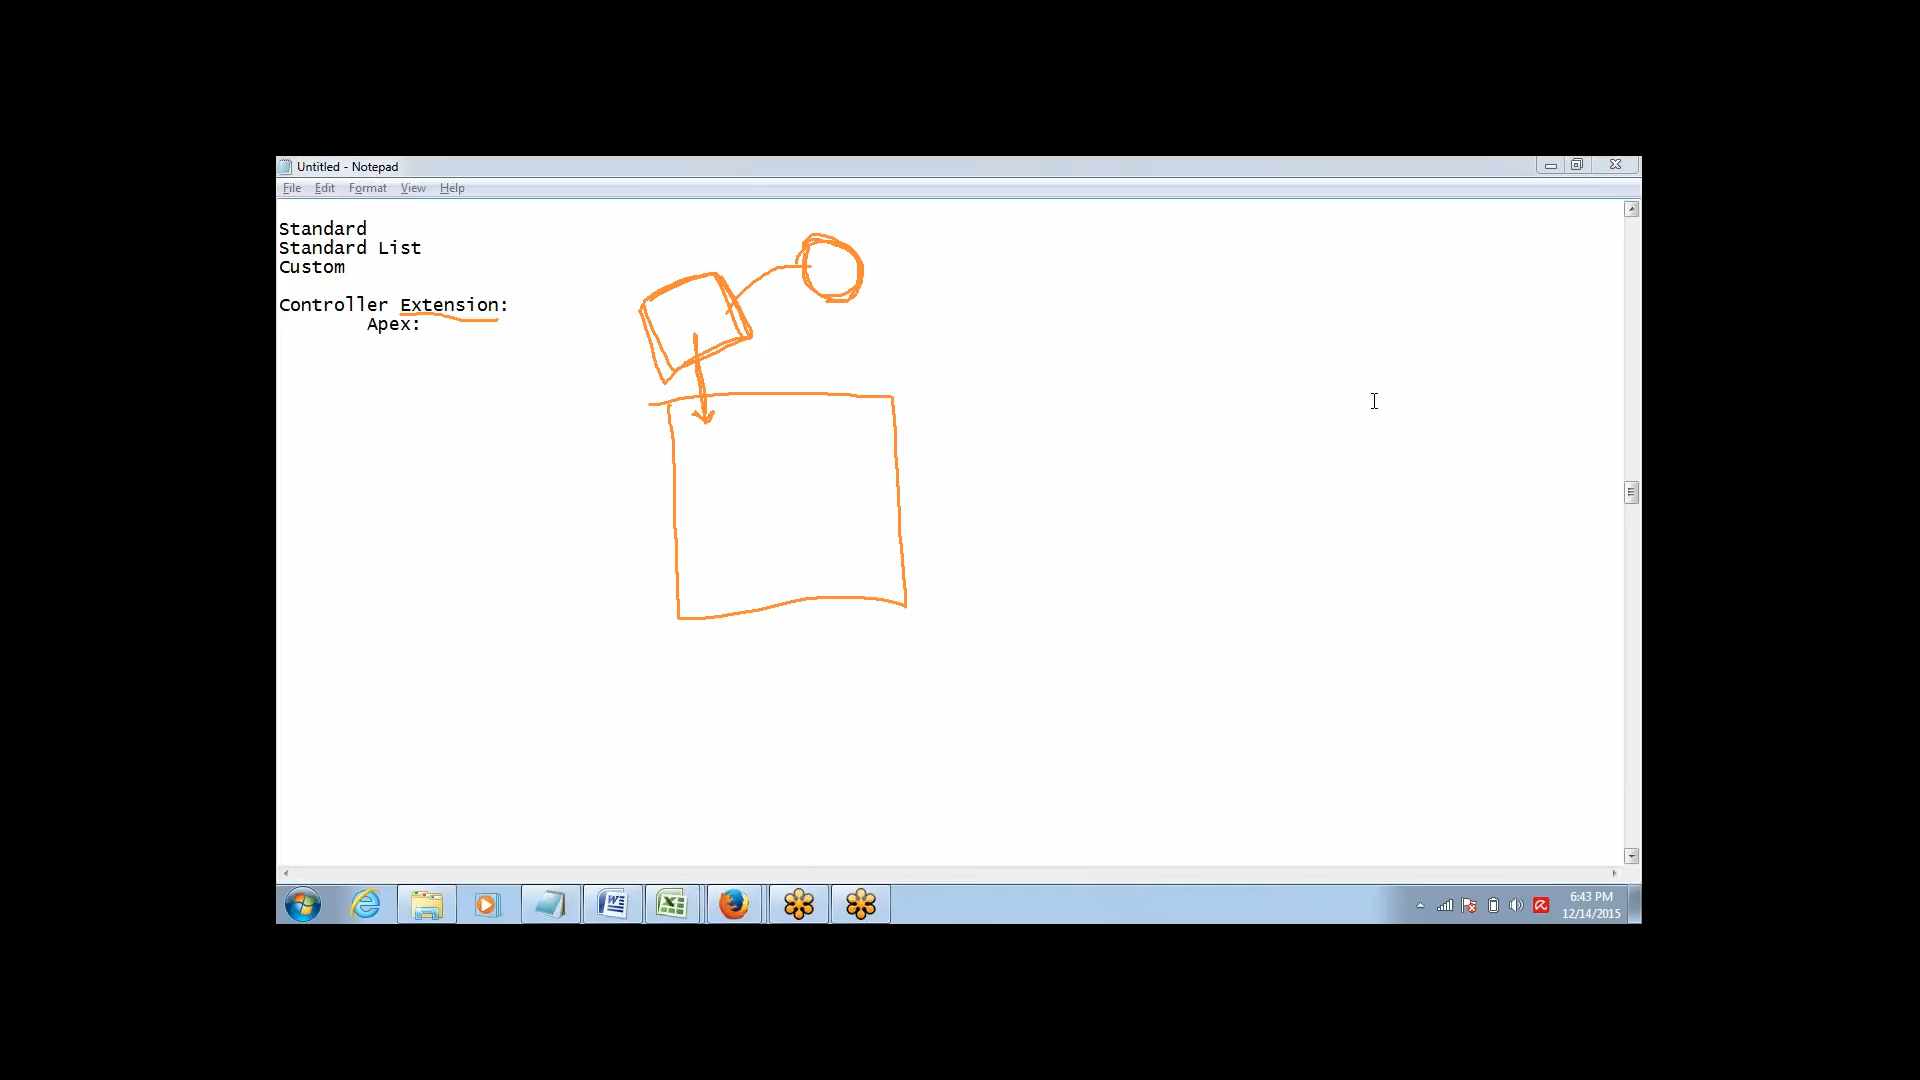 Untitled - Notepad
File Edit Format View Help
Standard
Standard List
Custom
Controller Extension:
Apex:
6:43 PM
12/14/2015